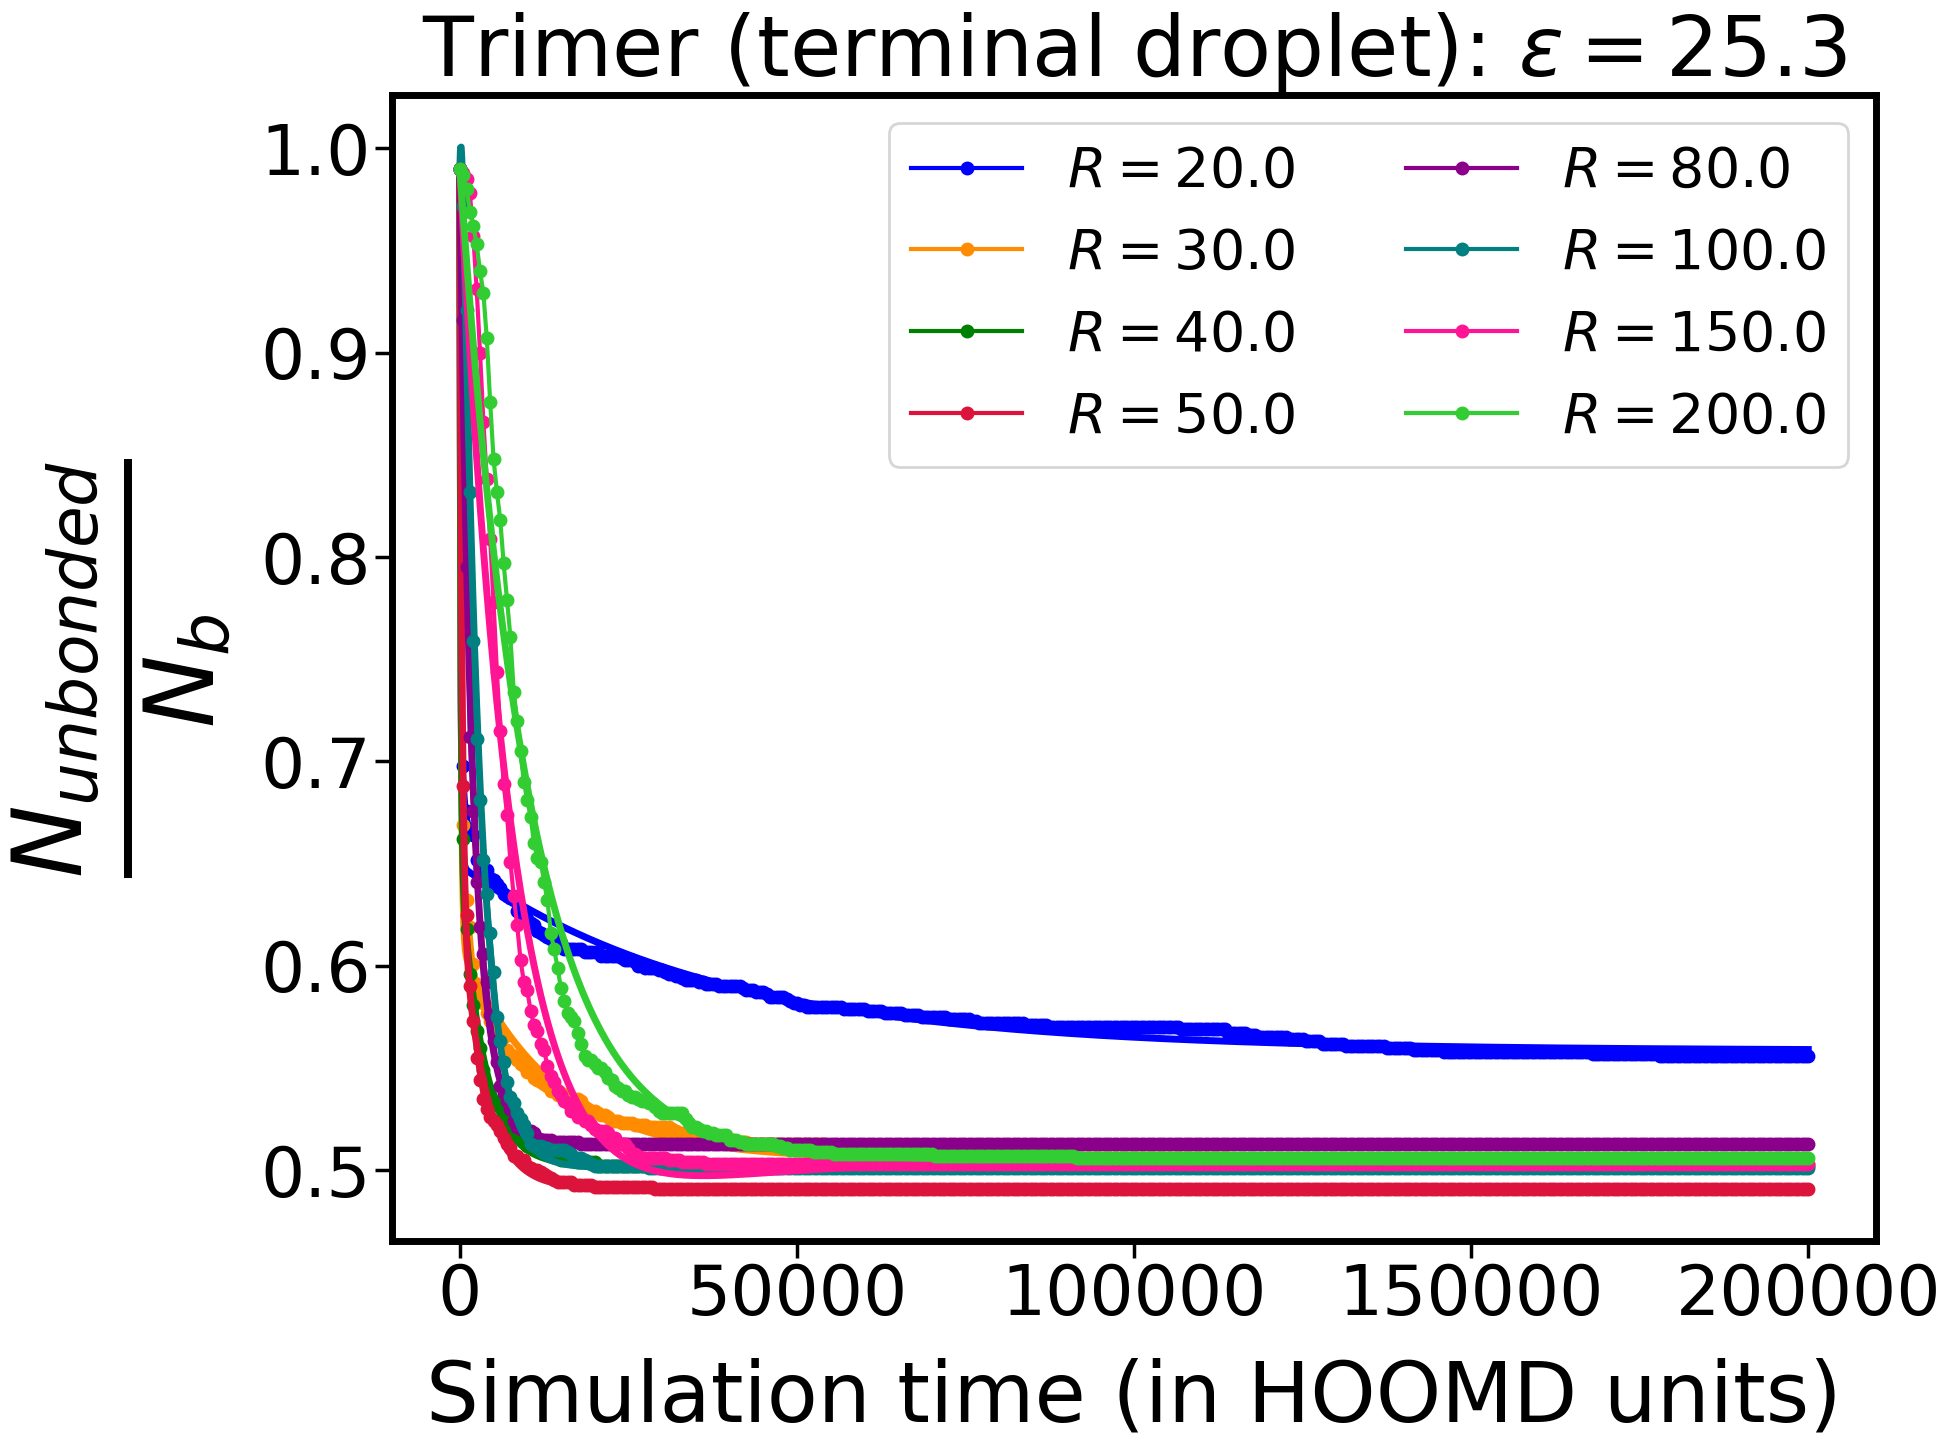 Trimer (terminal droplet): ε = 25.3
N_unbonded
N_b
1.0
0.9
0.8
0.7
0.6
0.5
R = 20.0
R = 30.0
R = 40.0
R = 50.0
R = 80.0
R = 100.0
R = 150.0
R = 200.0
0 50000 100000 150000 200000
Simulation time (in HOOMD units)